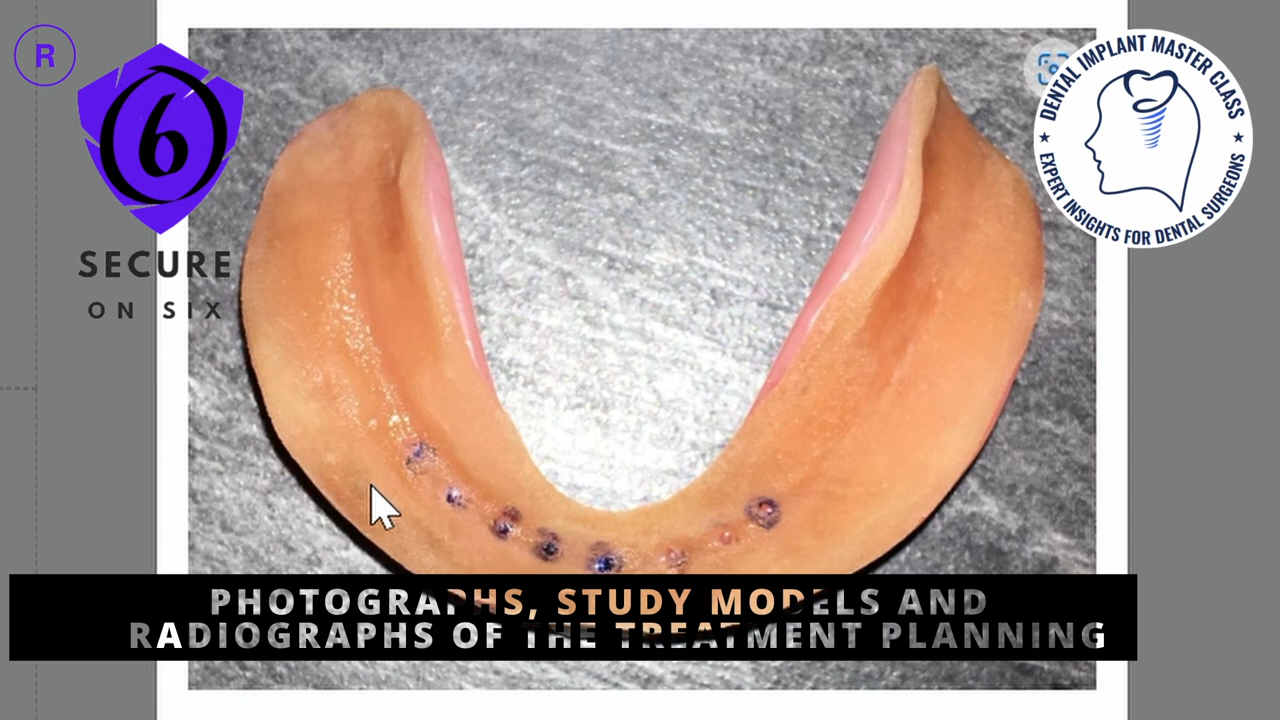 R
6
SECURE
ON SIX
DENTAL IMPLANT MASTER CLASS
EXPERT INSIGHTS FOR DENTAL SURGEONS
PHOTOGRAPHS, STUDY MODELS AND
RADIOGRAPHS OF THE TREATMENT PLANNING